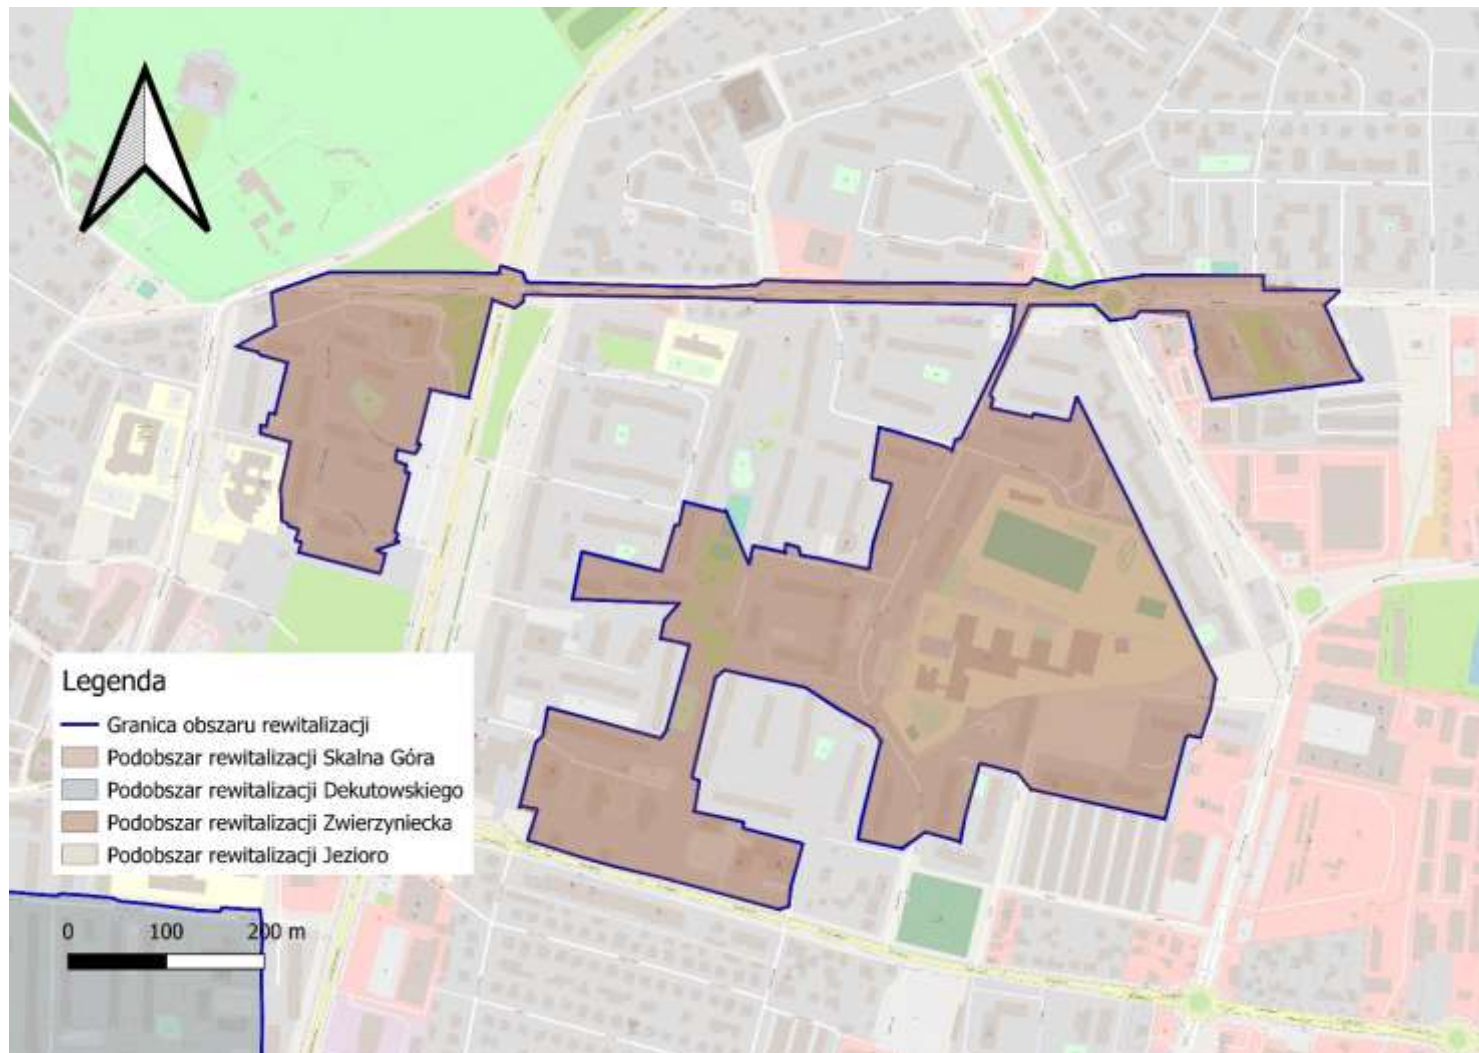 Legenda
Granica obszaru rewitalizacji
Podobszar rewitalizacji Skalna Góra
Podobszar rewitalizacji Dekutowskiego
Podobszar rewitalizacji Zwierzyniecka
Podobszar rewitalizacji Jezioro
0 100 200 m